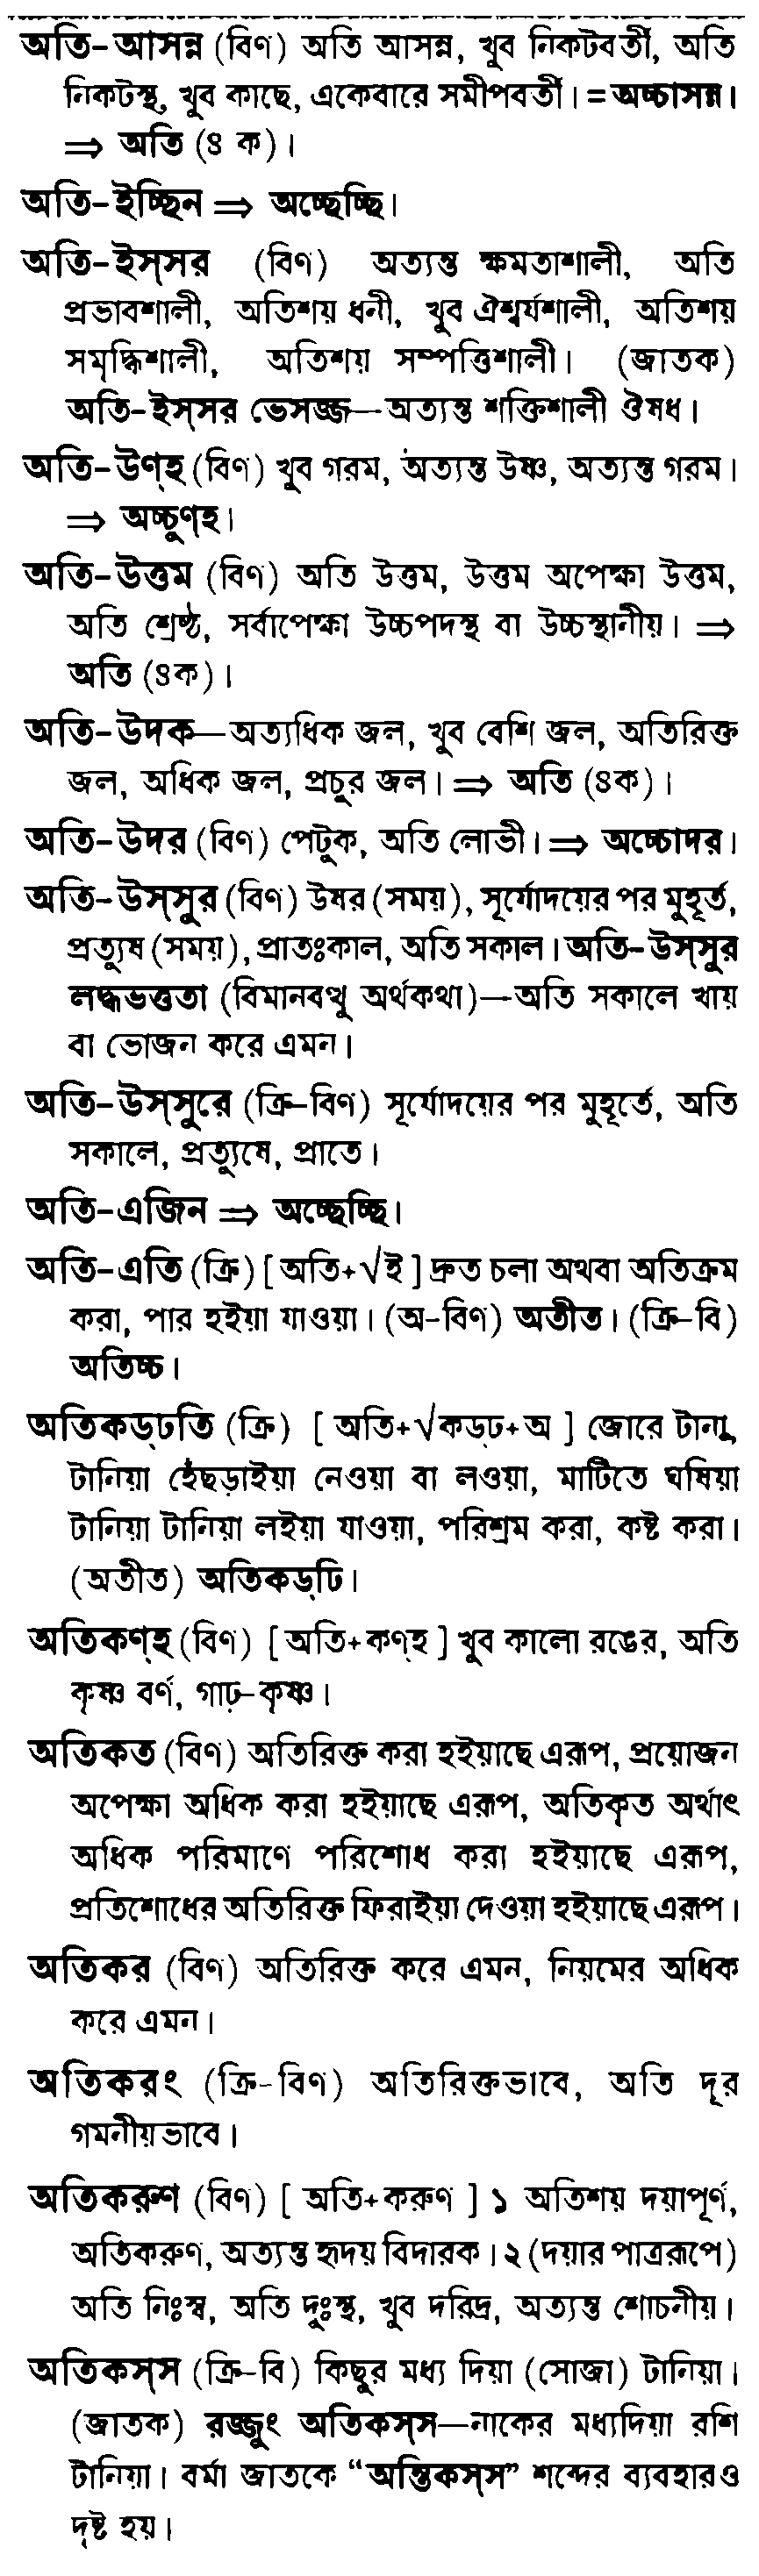 অতি-আসন্ন (বিণ) অতি আসন্ন, খুব নিকটবর্তী, অতি
নিকটস্থ, খুব কাছে, একেবারে সমীপবর্তী। = অচ্চাসন্ন।
⇒ অতি (৪ ক)।
অতি-ইচ্ছিন ⇒ অচ্ছেচ্ছি।
অতি-ইস্সর (বিণ) অত্যন্ত ক্ষমতাশালী, অতি
প্রভাবশালী, অতিশয় ধনী, খুব ঐশ্বর্যশালী, অতিশয়
সমৃদ্ধিশালী, অতিশয় সম্পত্তিশালী। (জাতক)
অতি-ইস্সর ভেসজ্জ—অত্যন্ত শক্তিশালী ঔষধ।
অতি-উণ্হ (বিণ) খুব গরম, অত্যন্ত উষ্ণ, অত্যন্ত গরম।
⇒ অচ্চুণ্হ।
অতি-উত্তম (বিণ) অতি উত্তম, উত্তম অপেক্ষা উত্তম,
অতি শ্রেষ্ঠ, সর্বাপেক্ষা উচ্চপদস্থ বা উচ্চস্থানীয়। ⇒
অতি (৪ক)।
অতি-উদক—অত্যধিক জল, খুব বেশি জল, অতিরিক্ত
জল, অধিক জল, প্রচুর জল। ⇒ অতি (৪ক)।
অতি-উদর (বিণ) পেটুক, অতি লোভী। ⇒ অচ্চোদর।
অতি-উস্সুর (বিণ) উষর (সময়), সূর্যোদয়ের পর মুহূর্ত,
প্রত্যুষ (সময়), প্রাতঃকাল, অতি সকাল। অতি-উস্সুর
লদ্ধভত্ততা (বিমানবত্থু অর্থকথা)—অতি সকালে খায়
বা ভোজন করে এমন।
অতি-উস্সুরে (ক্রি-বিণ) সূর্যোদয়ের পর মুহূর্তে, অতি
সকালে, প্রত্যুষে, প্রাতে।
অতি-এজিন ⇒ অচ্ছেচ্ছি।
অতি-এতি (ক্রি) [ অতি+√ই ] দ্রুত চলা অথবা অতিক্রম
করা, পার হইয়া যাওয়া। (অ-বিণ) অতীত। (ক্রি-বি)
অতিচ্চ।
অতিকড্ঢতি (ক্রি) [ অতি+√কড্ঢ+অ ] জোরে টানা,
টানিয়া হেঁছড়াইয়া নেওয়া বা লওয়া, মাটিতে ঘষিয়া
টানিয়া টানিয়া লইয়া যাওয়া, পরিশ্রম করা, কষ্ট করা।
(অতীত) অতিকড্ঢি।
অতিকণ্হ (বিণ) [ অতি+কণ্হ ] খুব কালো রঙের, অতি
কৃষ্ণ বর্ণ, গাঢ়-কৃষ্ণ।
অতিকত (বিণ) অতিরিক্ত করা হইয়াছে এরূপ, প্রয়োজন
অপেক্ষা অধিক করা হইয়াছে এরূপ, অতিকৃত অর্থাৎ
অধিক পরিমাণে পরিশোধ করা হইয়াছে এরূপ,
প্রতিশোধের অতিরিক্ত ফিরাইয়া দেওয়া হইয়াছে এরূপ।
অতিকর (বিণ) অতিরিক্ত করে এমন, নিয়মের অধিক
করে এমন।
অতিকরং (ক্রি-বিণ) অতিরিক্তভাবে, অতি দূর
গমনীয়ভাবে।
অতিকরুণ (বিণ) [ অতি+করুণ ] ১ অতিশয় দয়াপূর্ণ,
অতিকরুণ, অত্যন্ত হৃদয় বিদারক। ২ (দয়ার পাত্ররূপে)
অতি নিঃস্ব, অতি দুঃস্থ, খুব দরিদ্র, অত্যন্ত শোচনীয়।
অতিকস্স (ক্রি-বি) কিছুর মধ্য দিয়া (সোজা) টানিয়া।
(জাতক) রজ্জুং অতিকস্স—নাকের মধ্যদিয়া রশি
টানিয়া। বর্মা জাতকে “অন্তিকস্স” শব্দের ব্যবহারও
দৃষ্ট হয়।